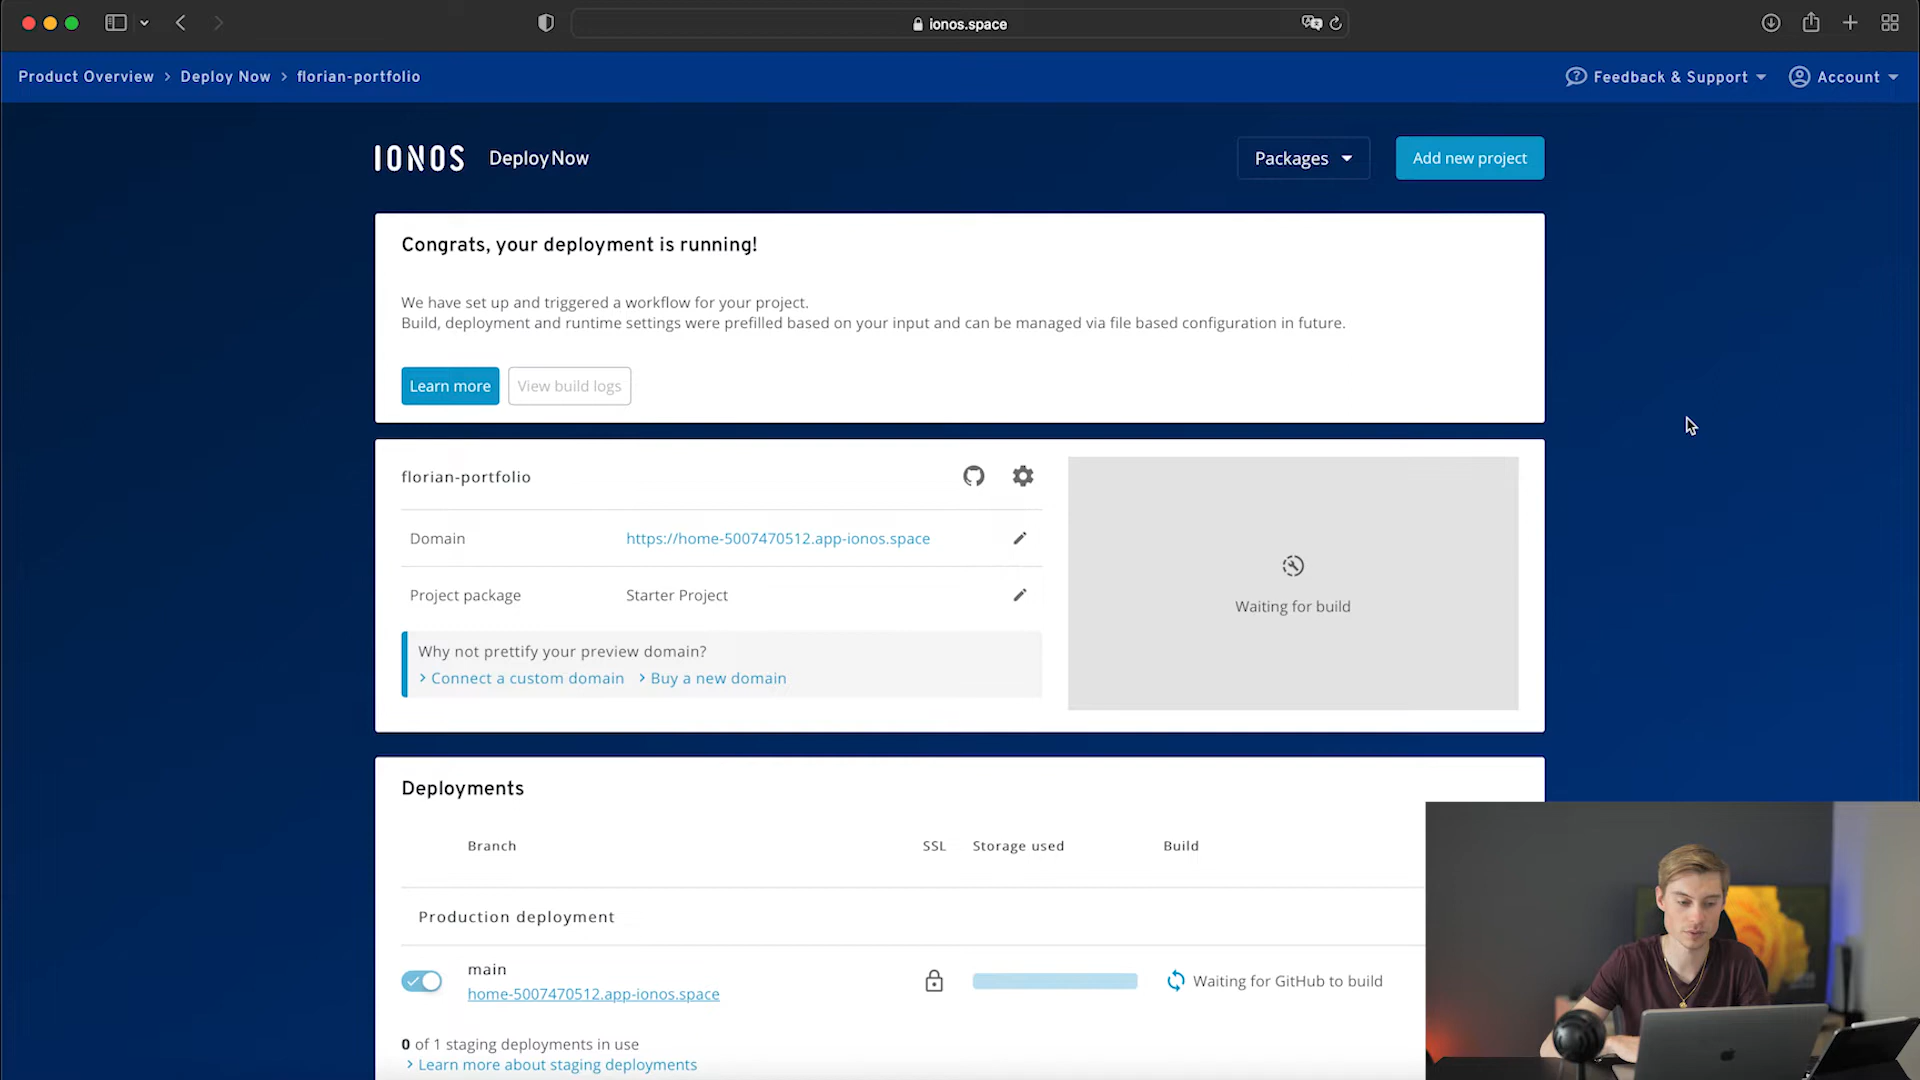 ionos.space
Product Overview > Deploy Now > florian-portfolio
Feedback & Support
Account
IONOS Deploy Now
Packages
Add new project
Congrats, your deployment is running!
We have set up and triggered a workflow for your project.
Build, deployment and runtime settings were prefilled based on your input and can be managed via file based configuration in future.
Learn more
View build logs
florian-portfolio
Domain https://home-5007470512.app-ionos.space
Project package Starter Project
Waiting for build
Why not prettify your preview domain?
> Connect a custom domain > Buy a new domain
Deployments
Branch SSL Storage used Build
Production deployment
main
home-5007470512.app-ionos.space
Waiting for GitHub to build
0 of 1 staging deployments in use
> Learn more about staging deployments